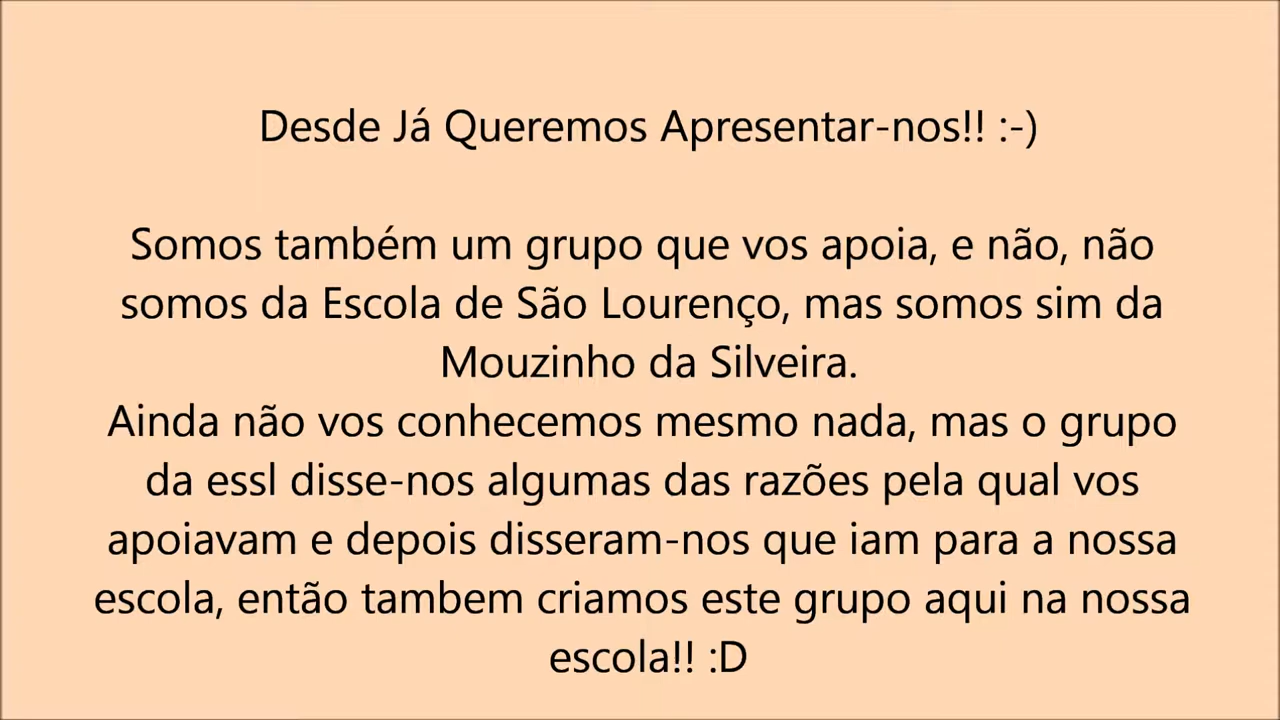 Desde Já Queremos Apresentar-nos!! :-)
Somos também um grupo que vos apoia, e não, não
somos da Escola de São Lourenço, mas somos sim da
Mouzinho da Silveira.
Ainda não vos conhecemos mesmo nada, mas o grupo
da essl disse-nos algumas das razões pela qual vos
apoiavam e depois disseram-nos que iam para a nossa
escola, então tambem criamos este grupo aqui na nossa
escola!! :D